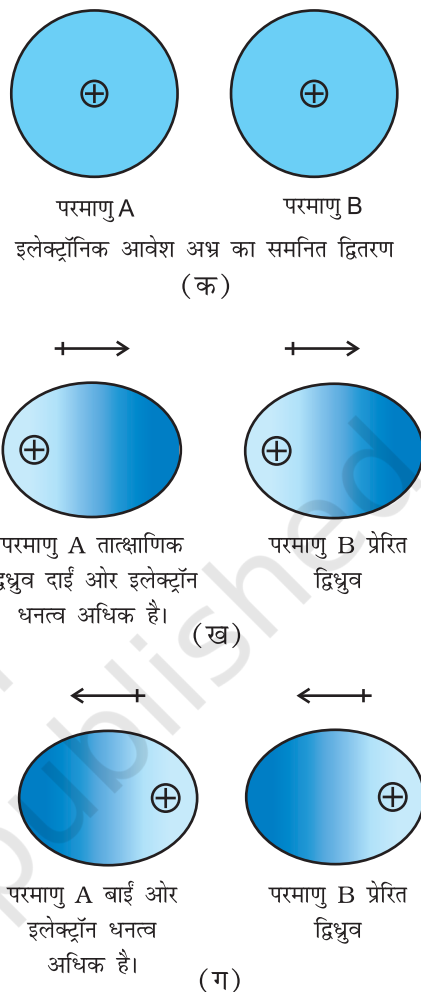 परमाणु A
परमाणु B
इलेक्ट्रॉनिक आवेश अभ्र का समनित द्वितरण
(क)
परमाणु A तात्क्षाणिक
द्विध्रुव दाईं ओर इलेक्ट्रॉन
धनत्व अधिक है।
परमाणु B प्रेरित
द्विध्रुव
(ख)
परमाणु A बाईं ओर
इलेक्ट्रॉन धनत्व
अधिक है।
परमाणु B प्रेरित
द्विध्रुव
(ग)